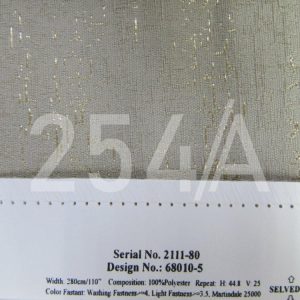 254/A
Serial No. 2111-80
Design No.: 68010-5
Width: 280cm/110" Composition: 100%Polyester Repeat: H: 44.8 V 25
Color Fastant: Washing Fastness->=4, Light Fastness->=3.5, Martindale 25000
SELVED